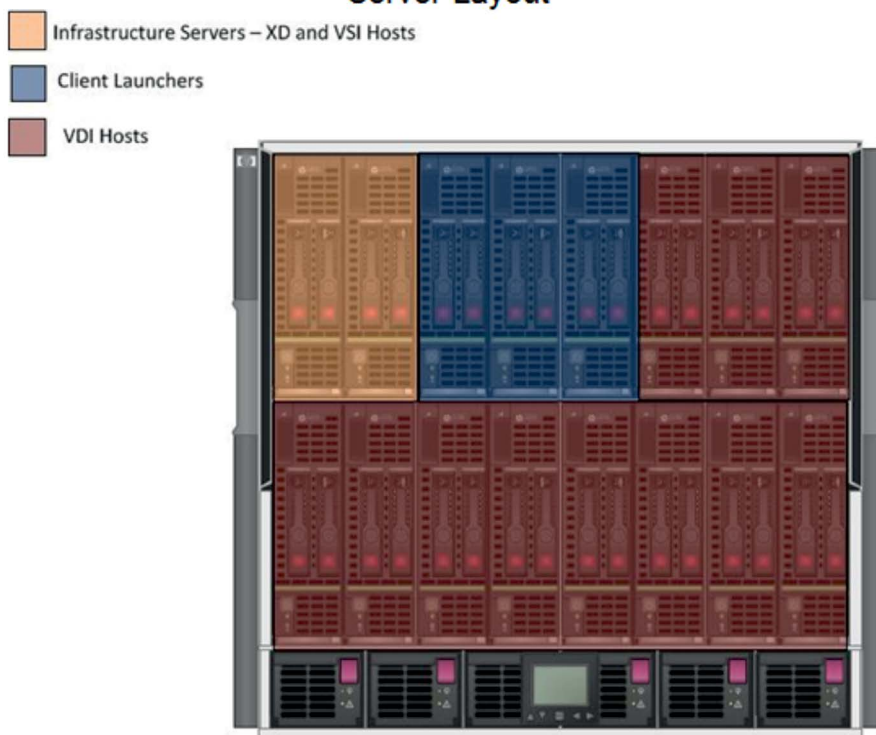 Server Layout
Infrastructure Servers – XD and VSI Hosts
Client Launchers
VDI Hosts